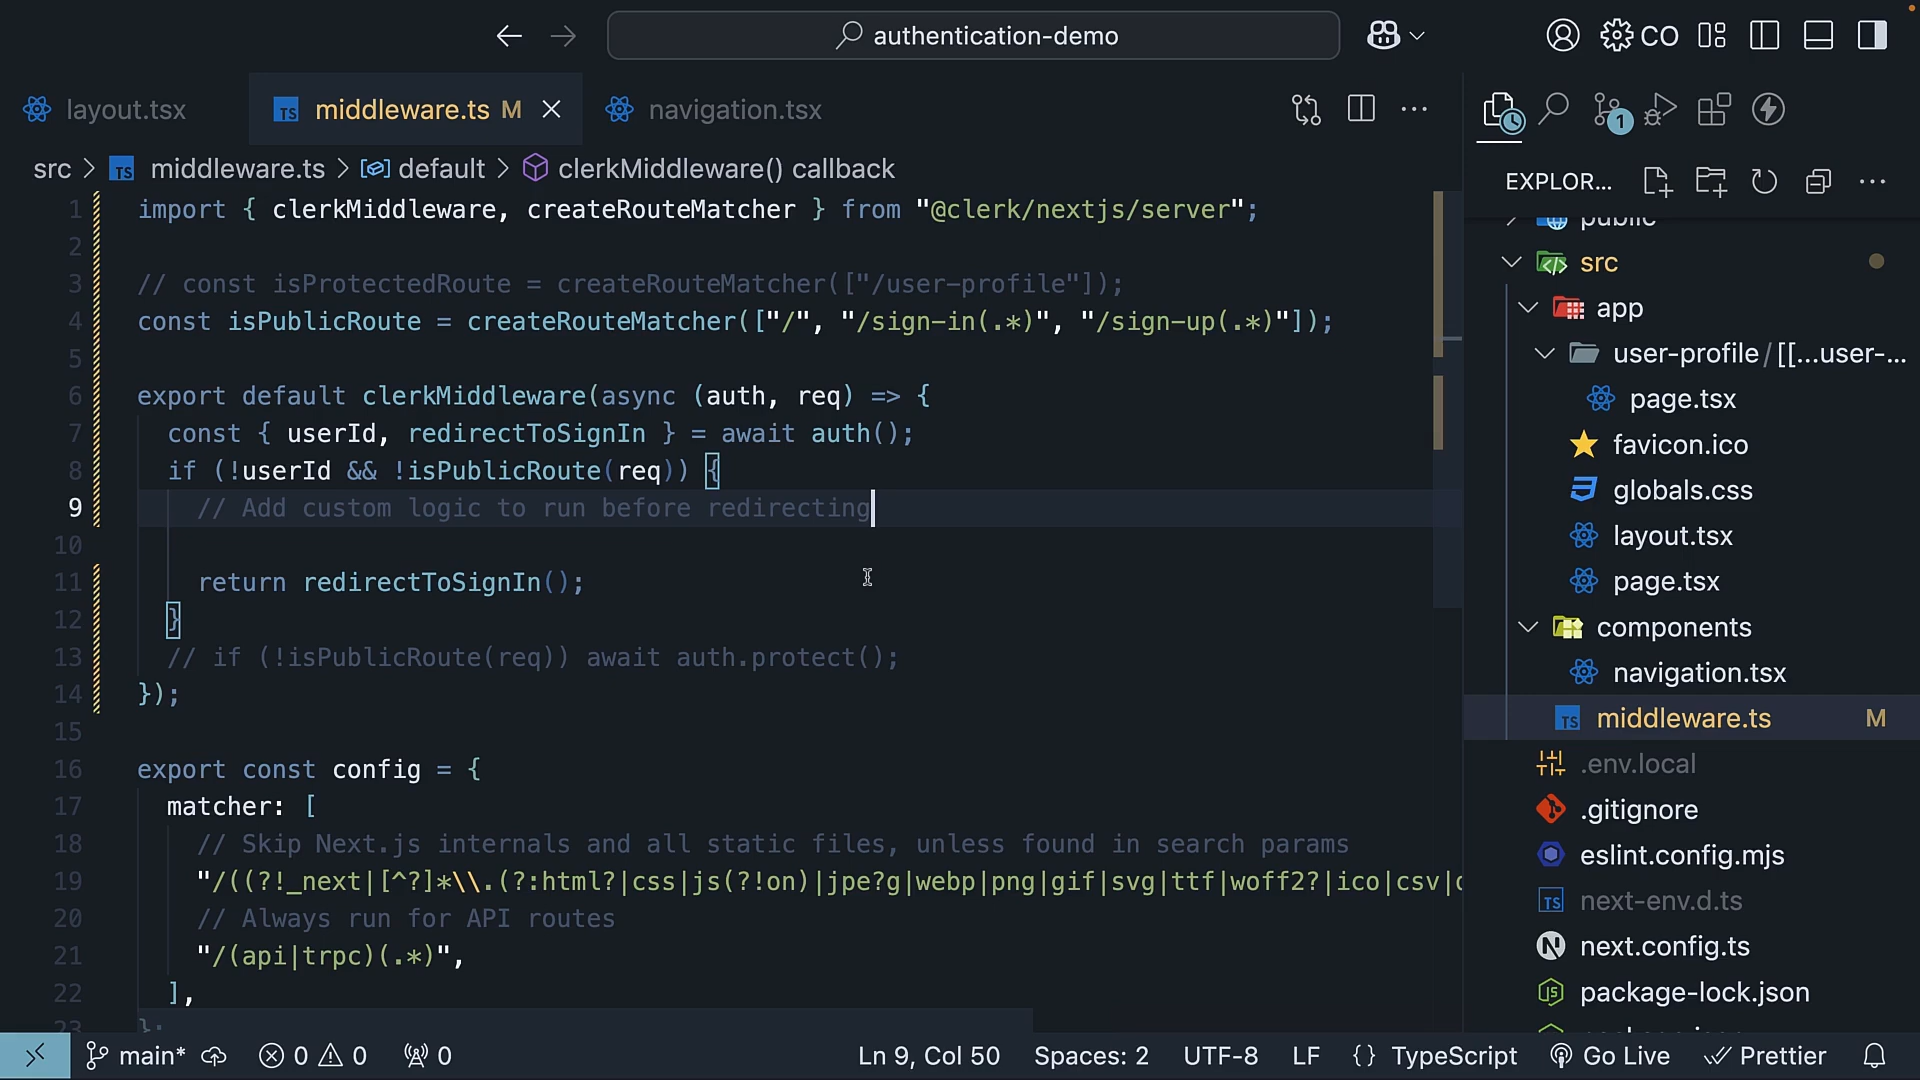 authentication-demo
CO
layout.tsx
middleware.ts M
navigation.tsx
src > TS middleware.ts > default > clerkMiddleware() callback
1 import { clerkMiddleware, createRouteMatcher } from "@clerk/nextjs/server";
2
3 // const isProtectedRoute = createRouteMatcher(["/user-profile"]);
4 const isPublicRoute = createRouteMatcher(["/", "/sign-in(.*)", "/sign-up(.*)"]);
5
6 export default clerkMiddleware(async (auth, req) => {
7 const { userId, redirectToSignIn } = await auth();
8 if (!userId && !isPublicRoute(req)) {
9 // Add custom logic to run before redirecting
10
11 return redirectToSignIn();
12 }
13 // if (!isPublicRoute(req)) await auth.protect();
14 });
15
16 export const config = {
17 matcher: [
18 // Skip Next.js internals and all static files, unless found in search params
19 "/((?!_next|[^?]*\\.(?:html?|css|js(?!on)|jpe?g|webp|png|gif|svg|ttf|woff2?|ico|csv|
20 // Always run for API routes
21 "/(api|trpc)(.*)",
22 ],
23 };
1
EXPLOR...
public
src
app
user-profile/[[...user-...
page.tsx
favicon.ico
globals.css
layout.tsx
page.tsx
components
navigation.tsx
TS middleware.ts M
.env.local
.gitignore
eslint.config.mjs
TS next-env.d.ts
next.config.ts
package-lock.json
main* 0 0 0
Ln 9, Col 50 Spaces: 2 UTF-8 LF {} TypeScript Go Live Prettier